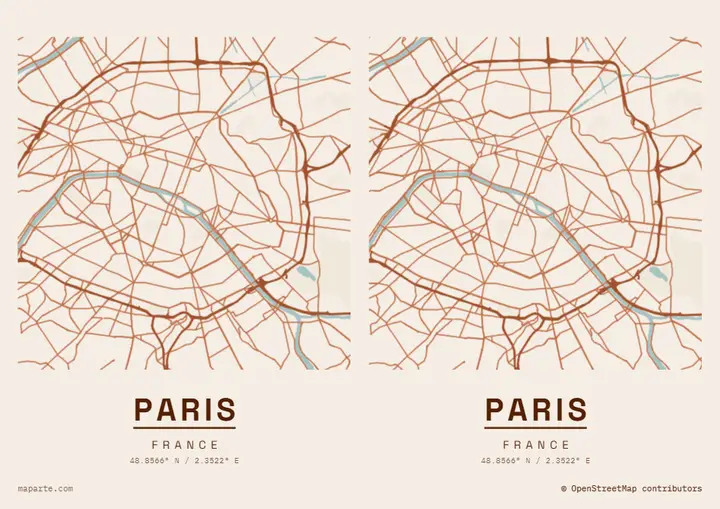 PARIS
FRANCE
48.8566° N / 2.3522° E
PARIS
FRANCE
48.8566° N / 2.3522° E
maparte.com
© OpenStreetMap contributors